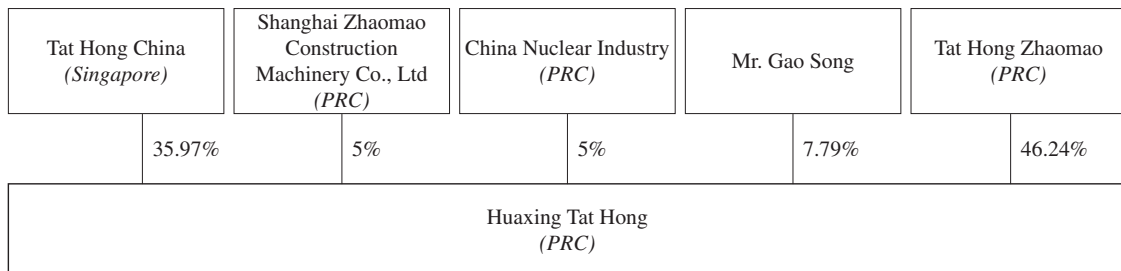 Tat Hong China
(Singapore)
Shanghai Zhaomao
Construction
Machinery Co., Ltd
(PRC)
China Nuclear Industry
(PRC)
Mr. Gao Song
Tat Hong Zhaomao
(PRC)
35.97%
5%
5%
7.79%
46.24%
Huaxing Tat Hong
(PRC)